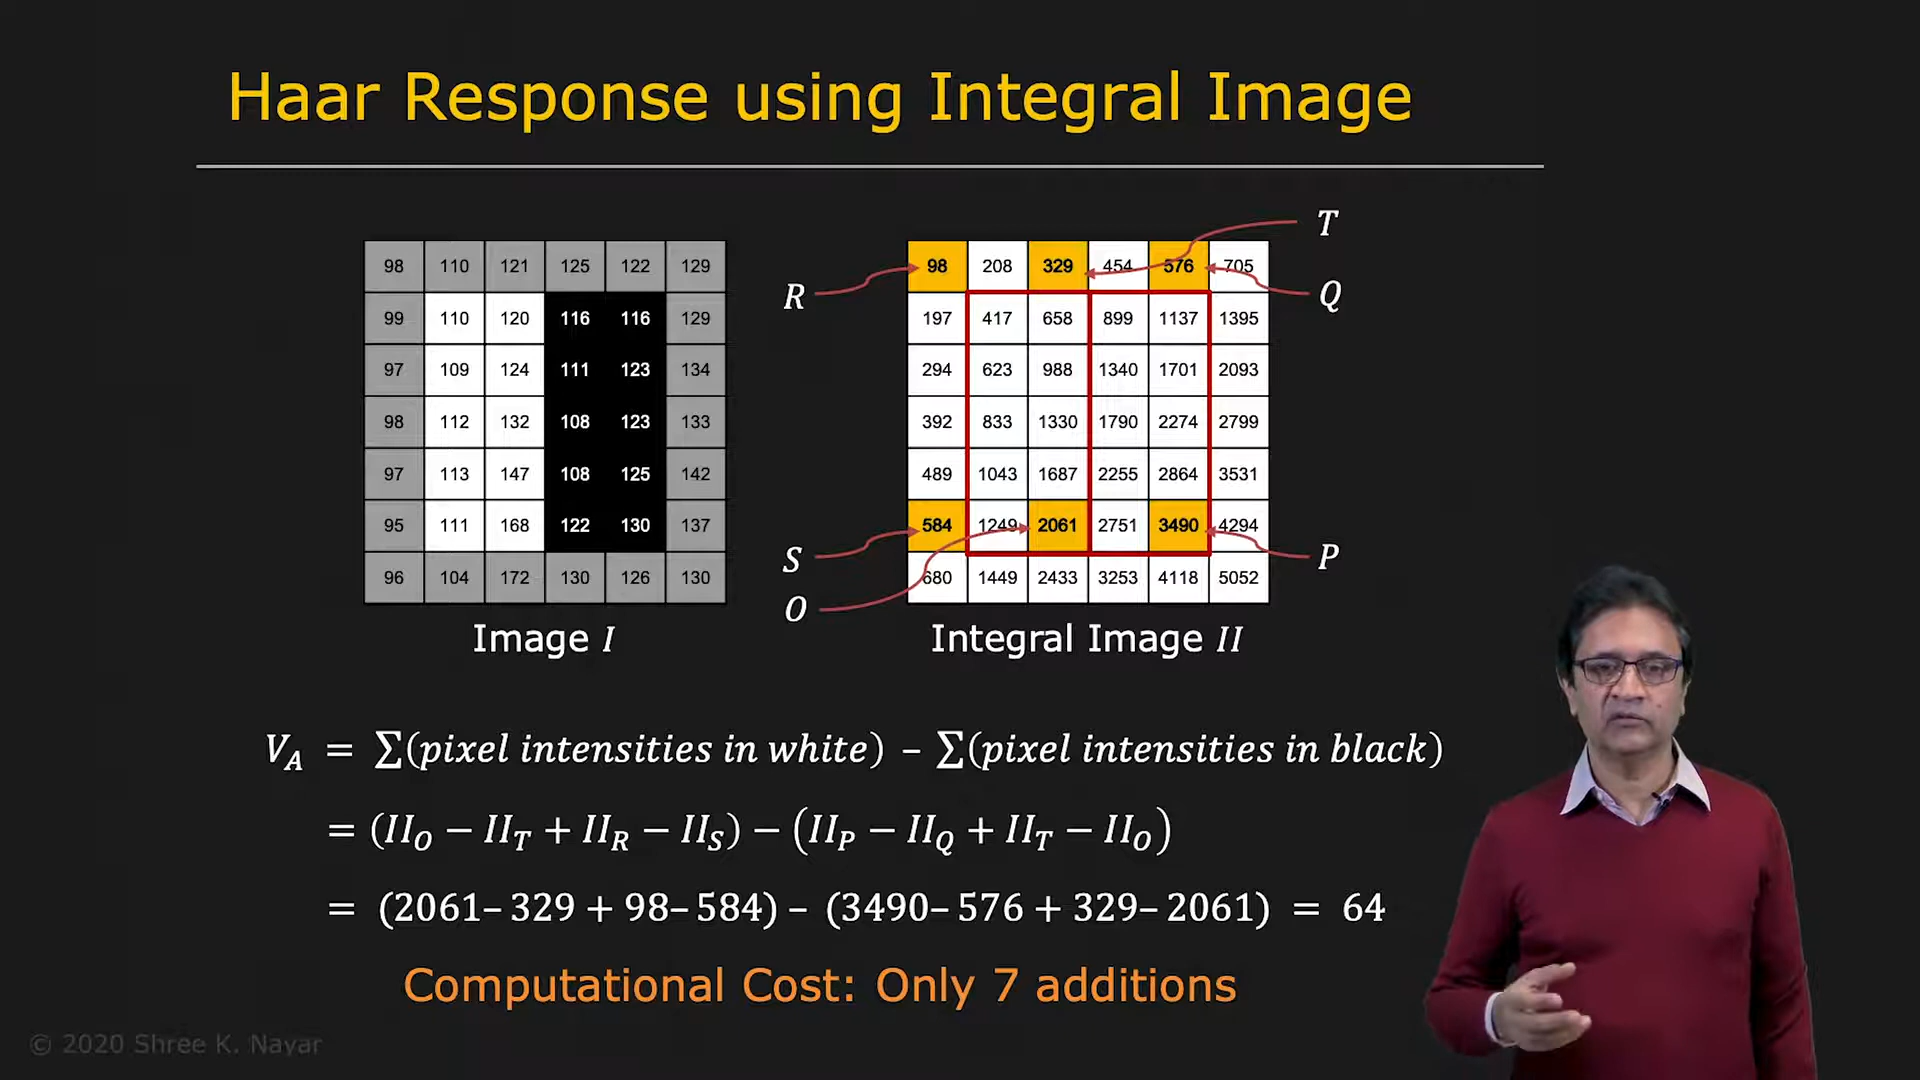 Haar Response using Integral Image
T
R
Q
98 110 121 125 122 129
99 110 120 116 116 129
97 109 124 111 123 134
98 112 132 108 123 133
97 113 147 108 125 142
95 111 168 122 130 137
96 104 172 130 126 130
98 208 329 454 576 705
197 417 658 899 1137 1395
294 623 988 1340 1701 2093
392 833 1330 1790 2274 2799
489 1043 1687 2255 2864 3531
584 1249 2061 2751 3490 4294
680 1449 2433 3253 4118 5052
S
P
O
Image I
Integral Image II
V_A = ∑(pixel intensities in white) – ∑(pixel intensities in black)
= (II_O − II_T + II_R − II_S) − (II_P − II_Q + II_T − II_O)
= (2061– 329 + 98– 584) – (3490– 576 + 329– 2061) = 64
Computational Cost: Only 7 additions
© 2020 Shree K. Nayar